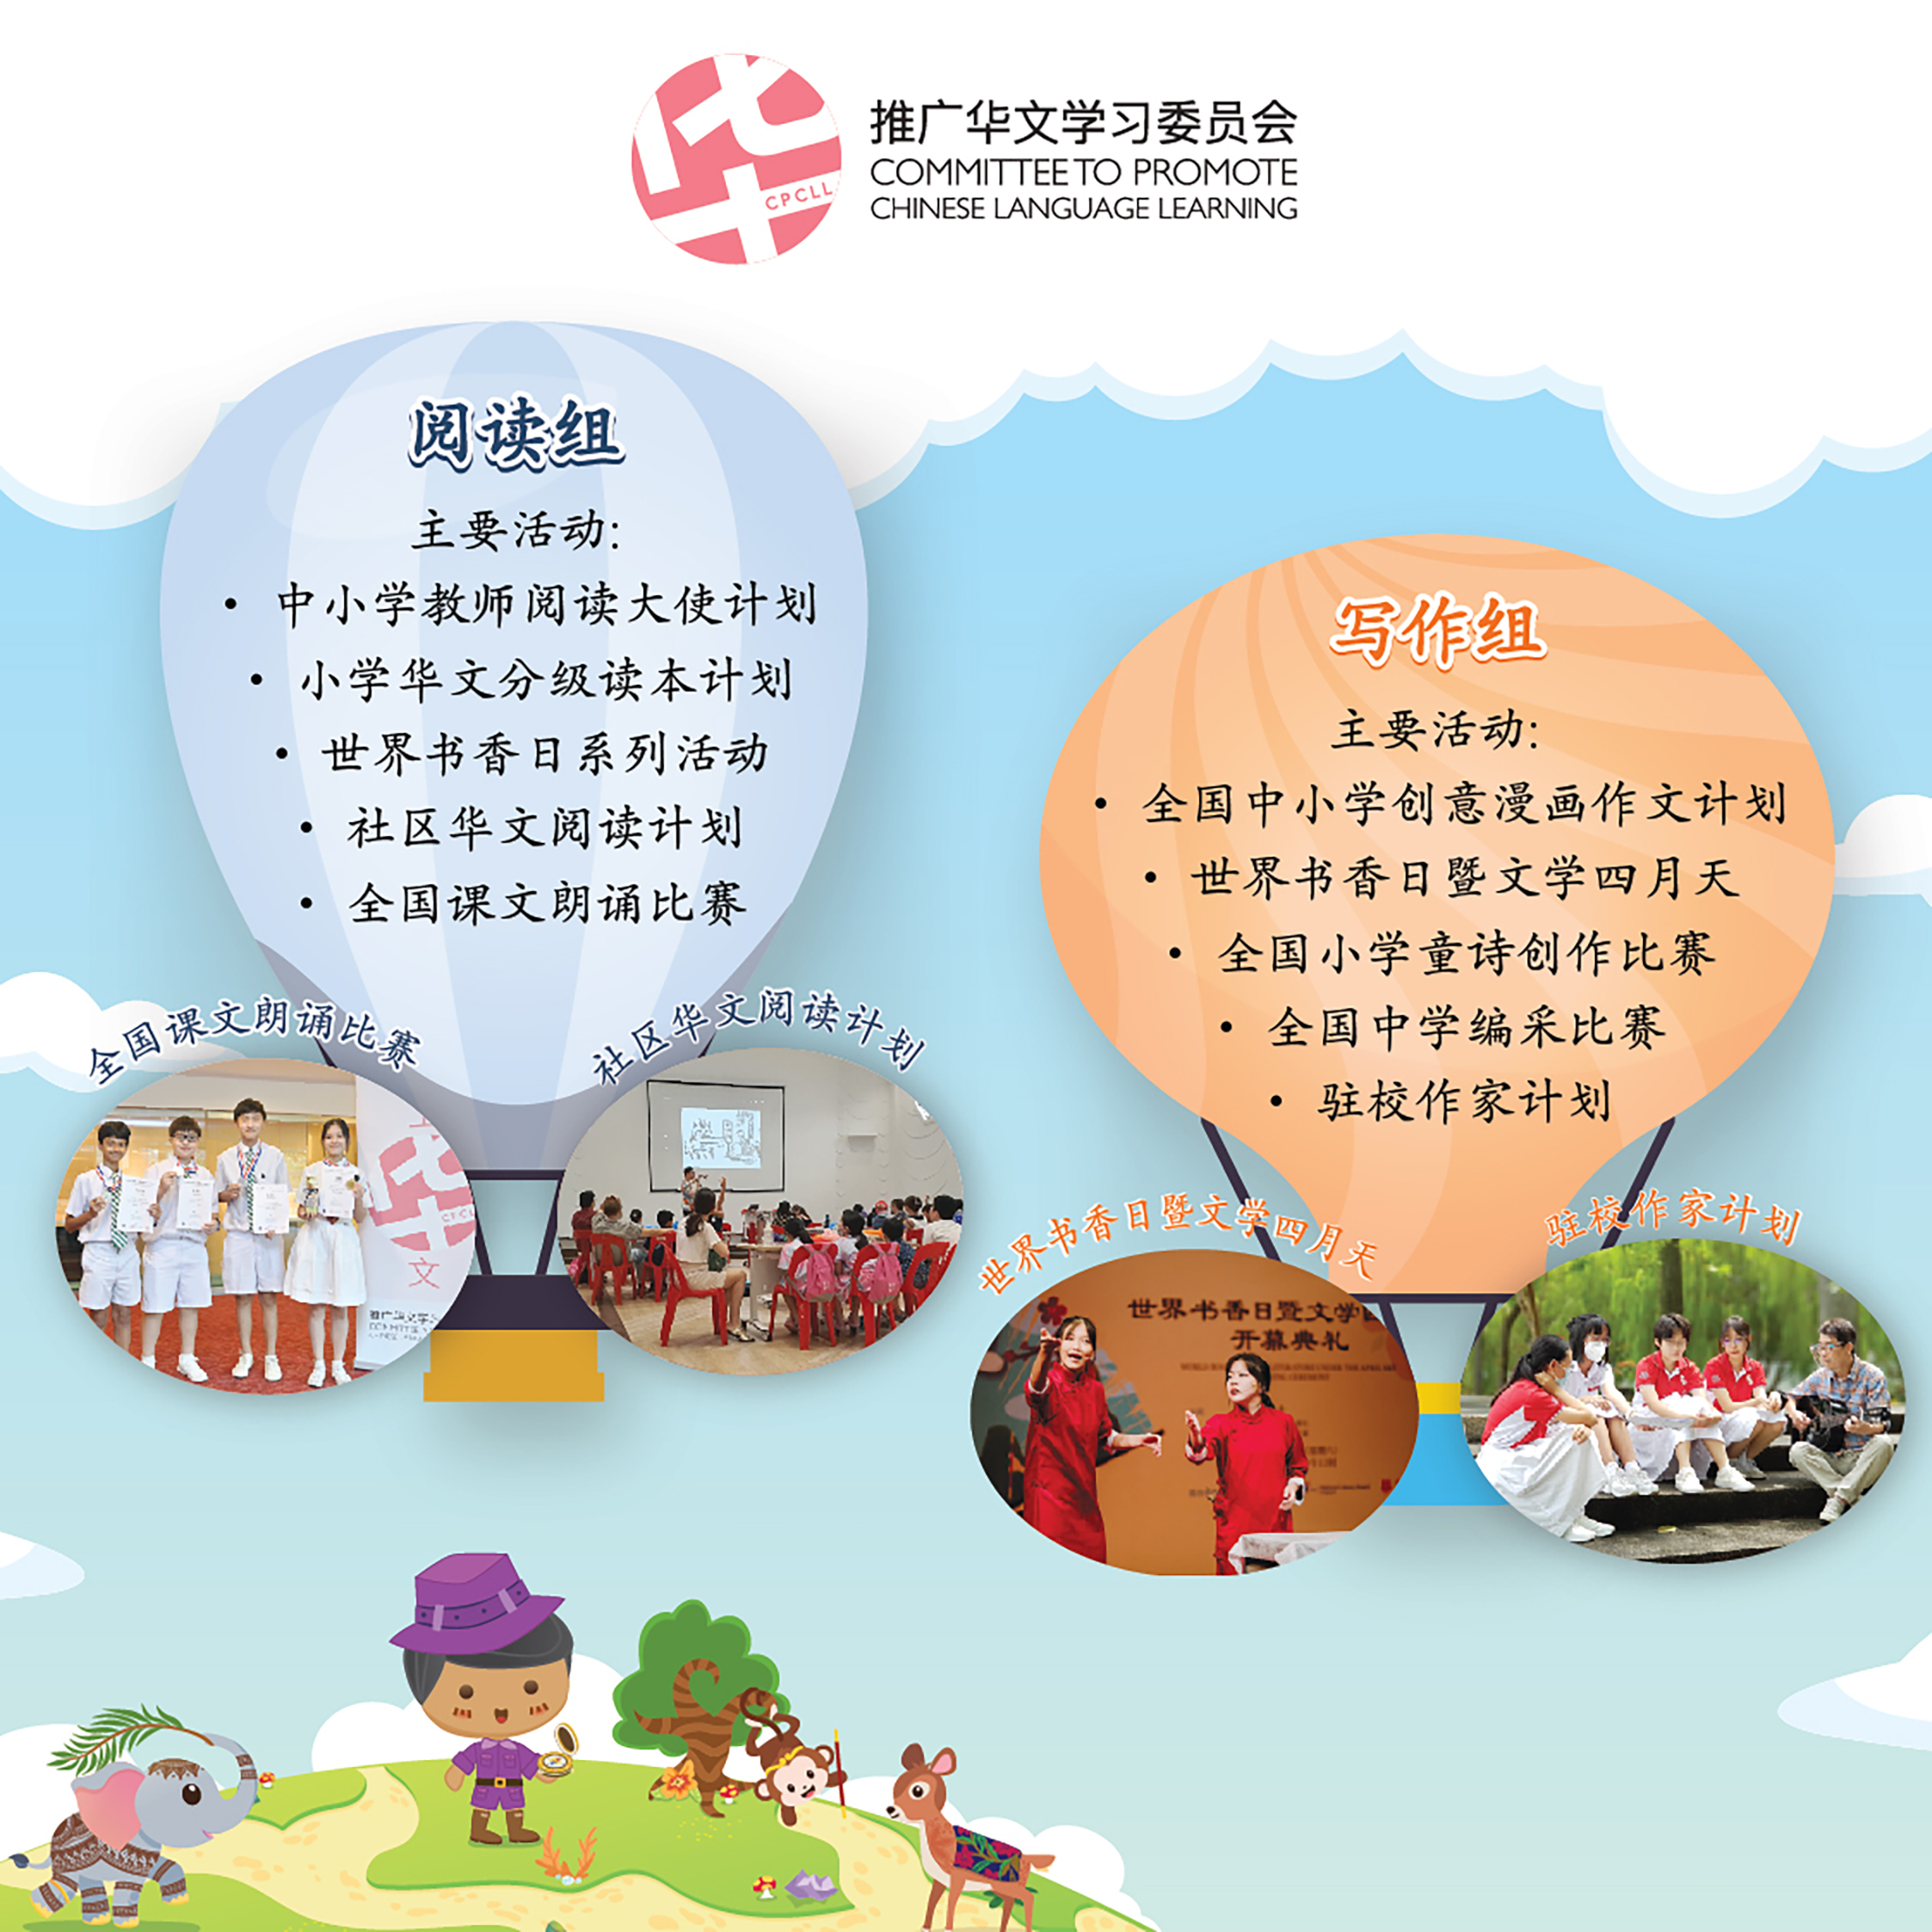 CPCLL
推广华文学习委员会
COMMITTEE TO PROMOTE
CHINESE LANGUAGE LEARNING
阅读组
主要活动:
• 中小学教师阅读大使计划
• 小学华文分级读本计划
• 世界书香日系列活动
• 社区华文阅读计划
• 全国课文朗诵比赛
全国课文朗诵比赛
社区华文阅读计划
写作组
主要活动:
• 全国中小学创意漫画作文计划
• 世界书香日暨文学四月天
• 全国小学童诗创作比赛
• 全国中学编采比赛
• 驻校作家计划
世界书香日暨文学四月天
驻校作家计划
文
推广华文学
世界书香日暨文学
开幕典礼